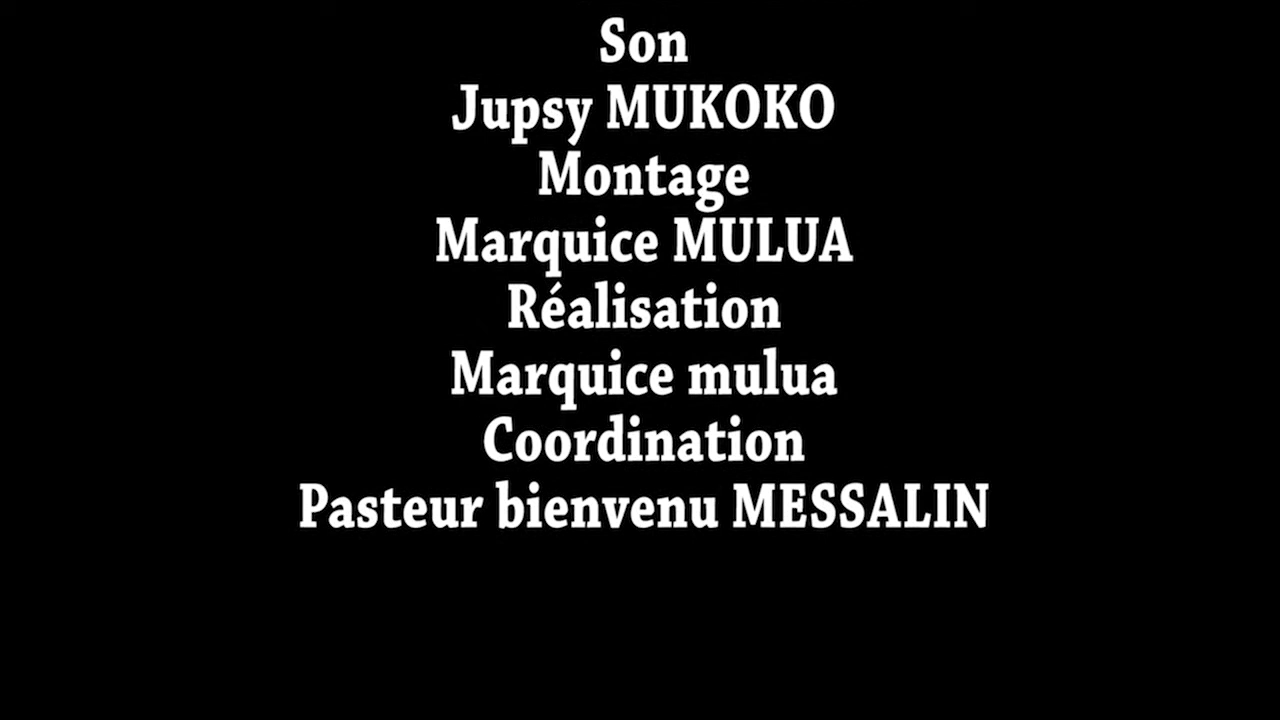 Son
Jupsy MUKOKO
Montage
Marquice MULUA
Réalisation
Marquice mulua
Coordination
Pasteur bienvenu MESSALIN